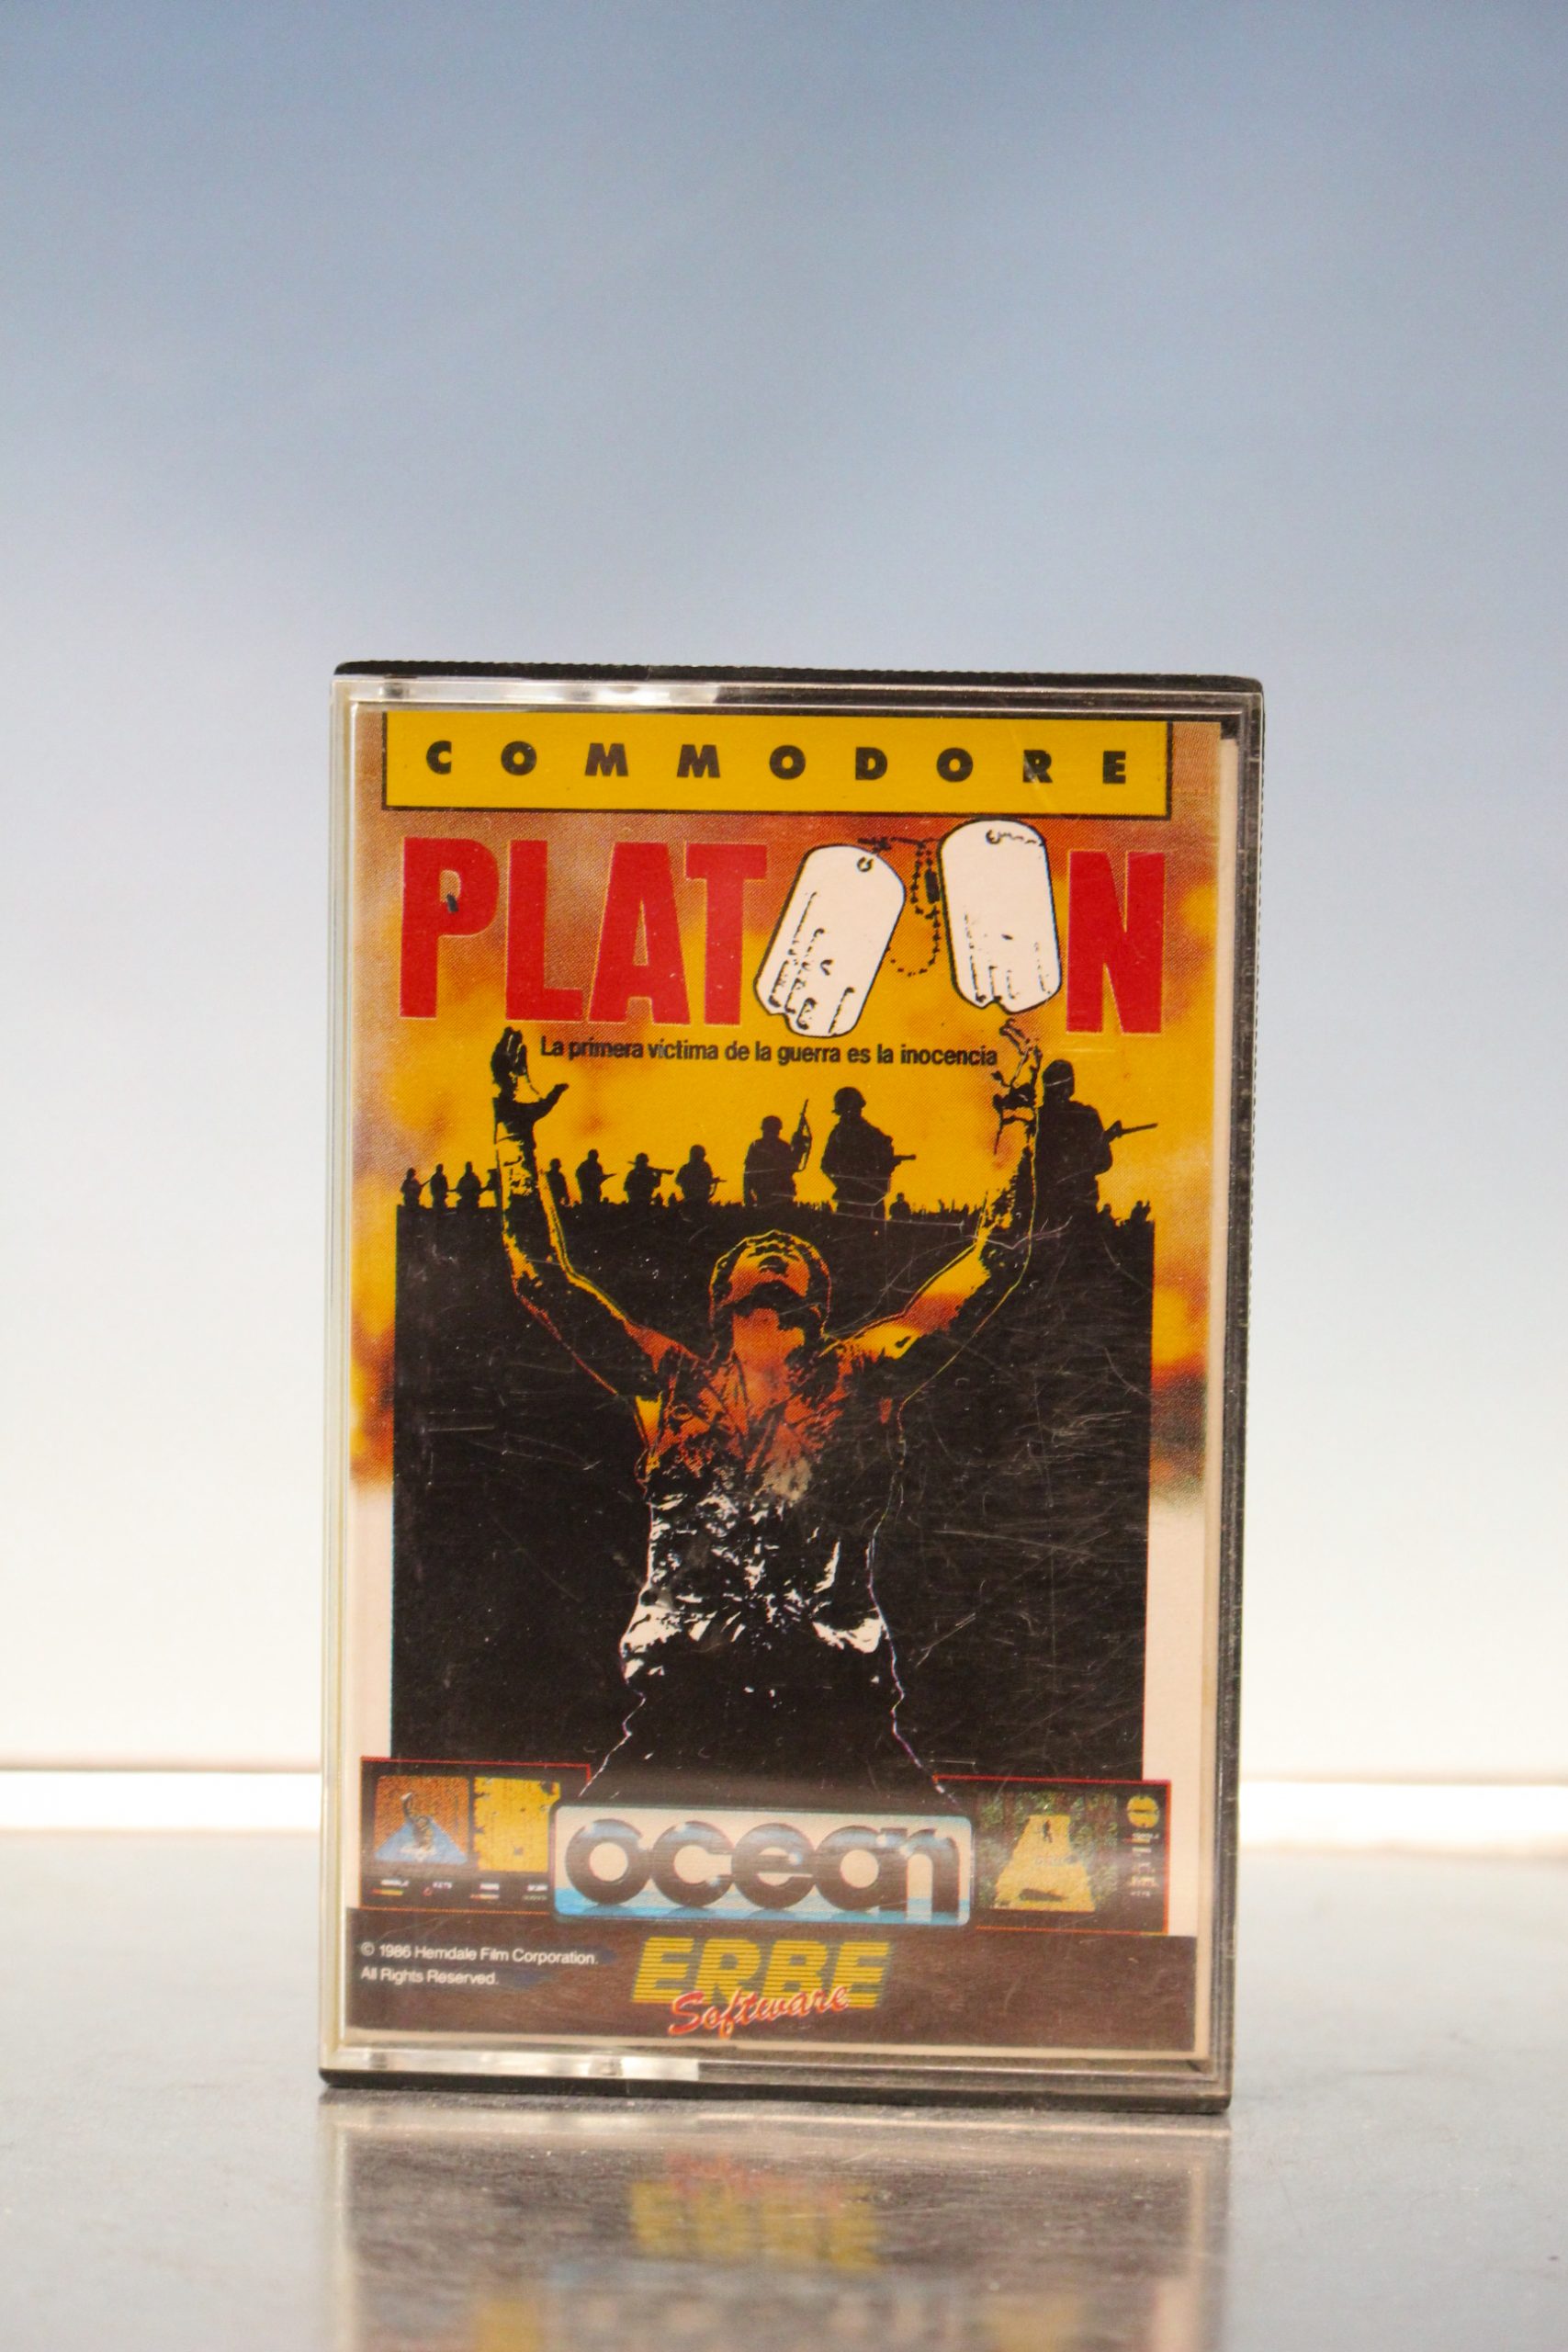 COMMODORE
PLATOON
La primera víctima de la guerra es la inocencia
ocean
© 1986 Hemdale Film Corporation.
All Rights Reserved.
ERBE
Software